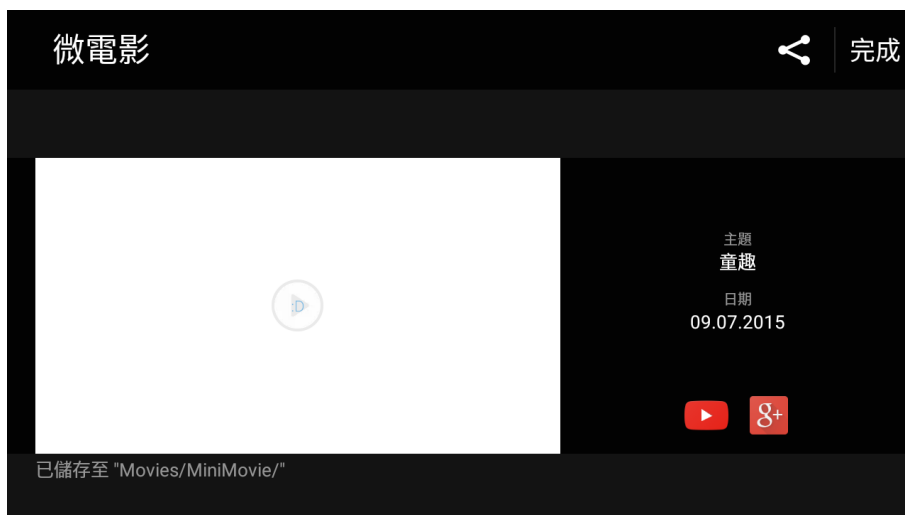 微電影
完成
:D
主題
童趣
日期
09.07.2015
g+
已儲存至 "Movies/MiniMovie/"